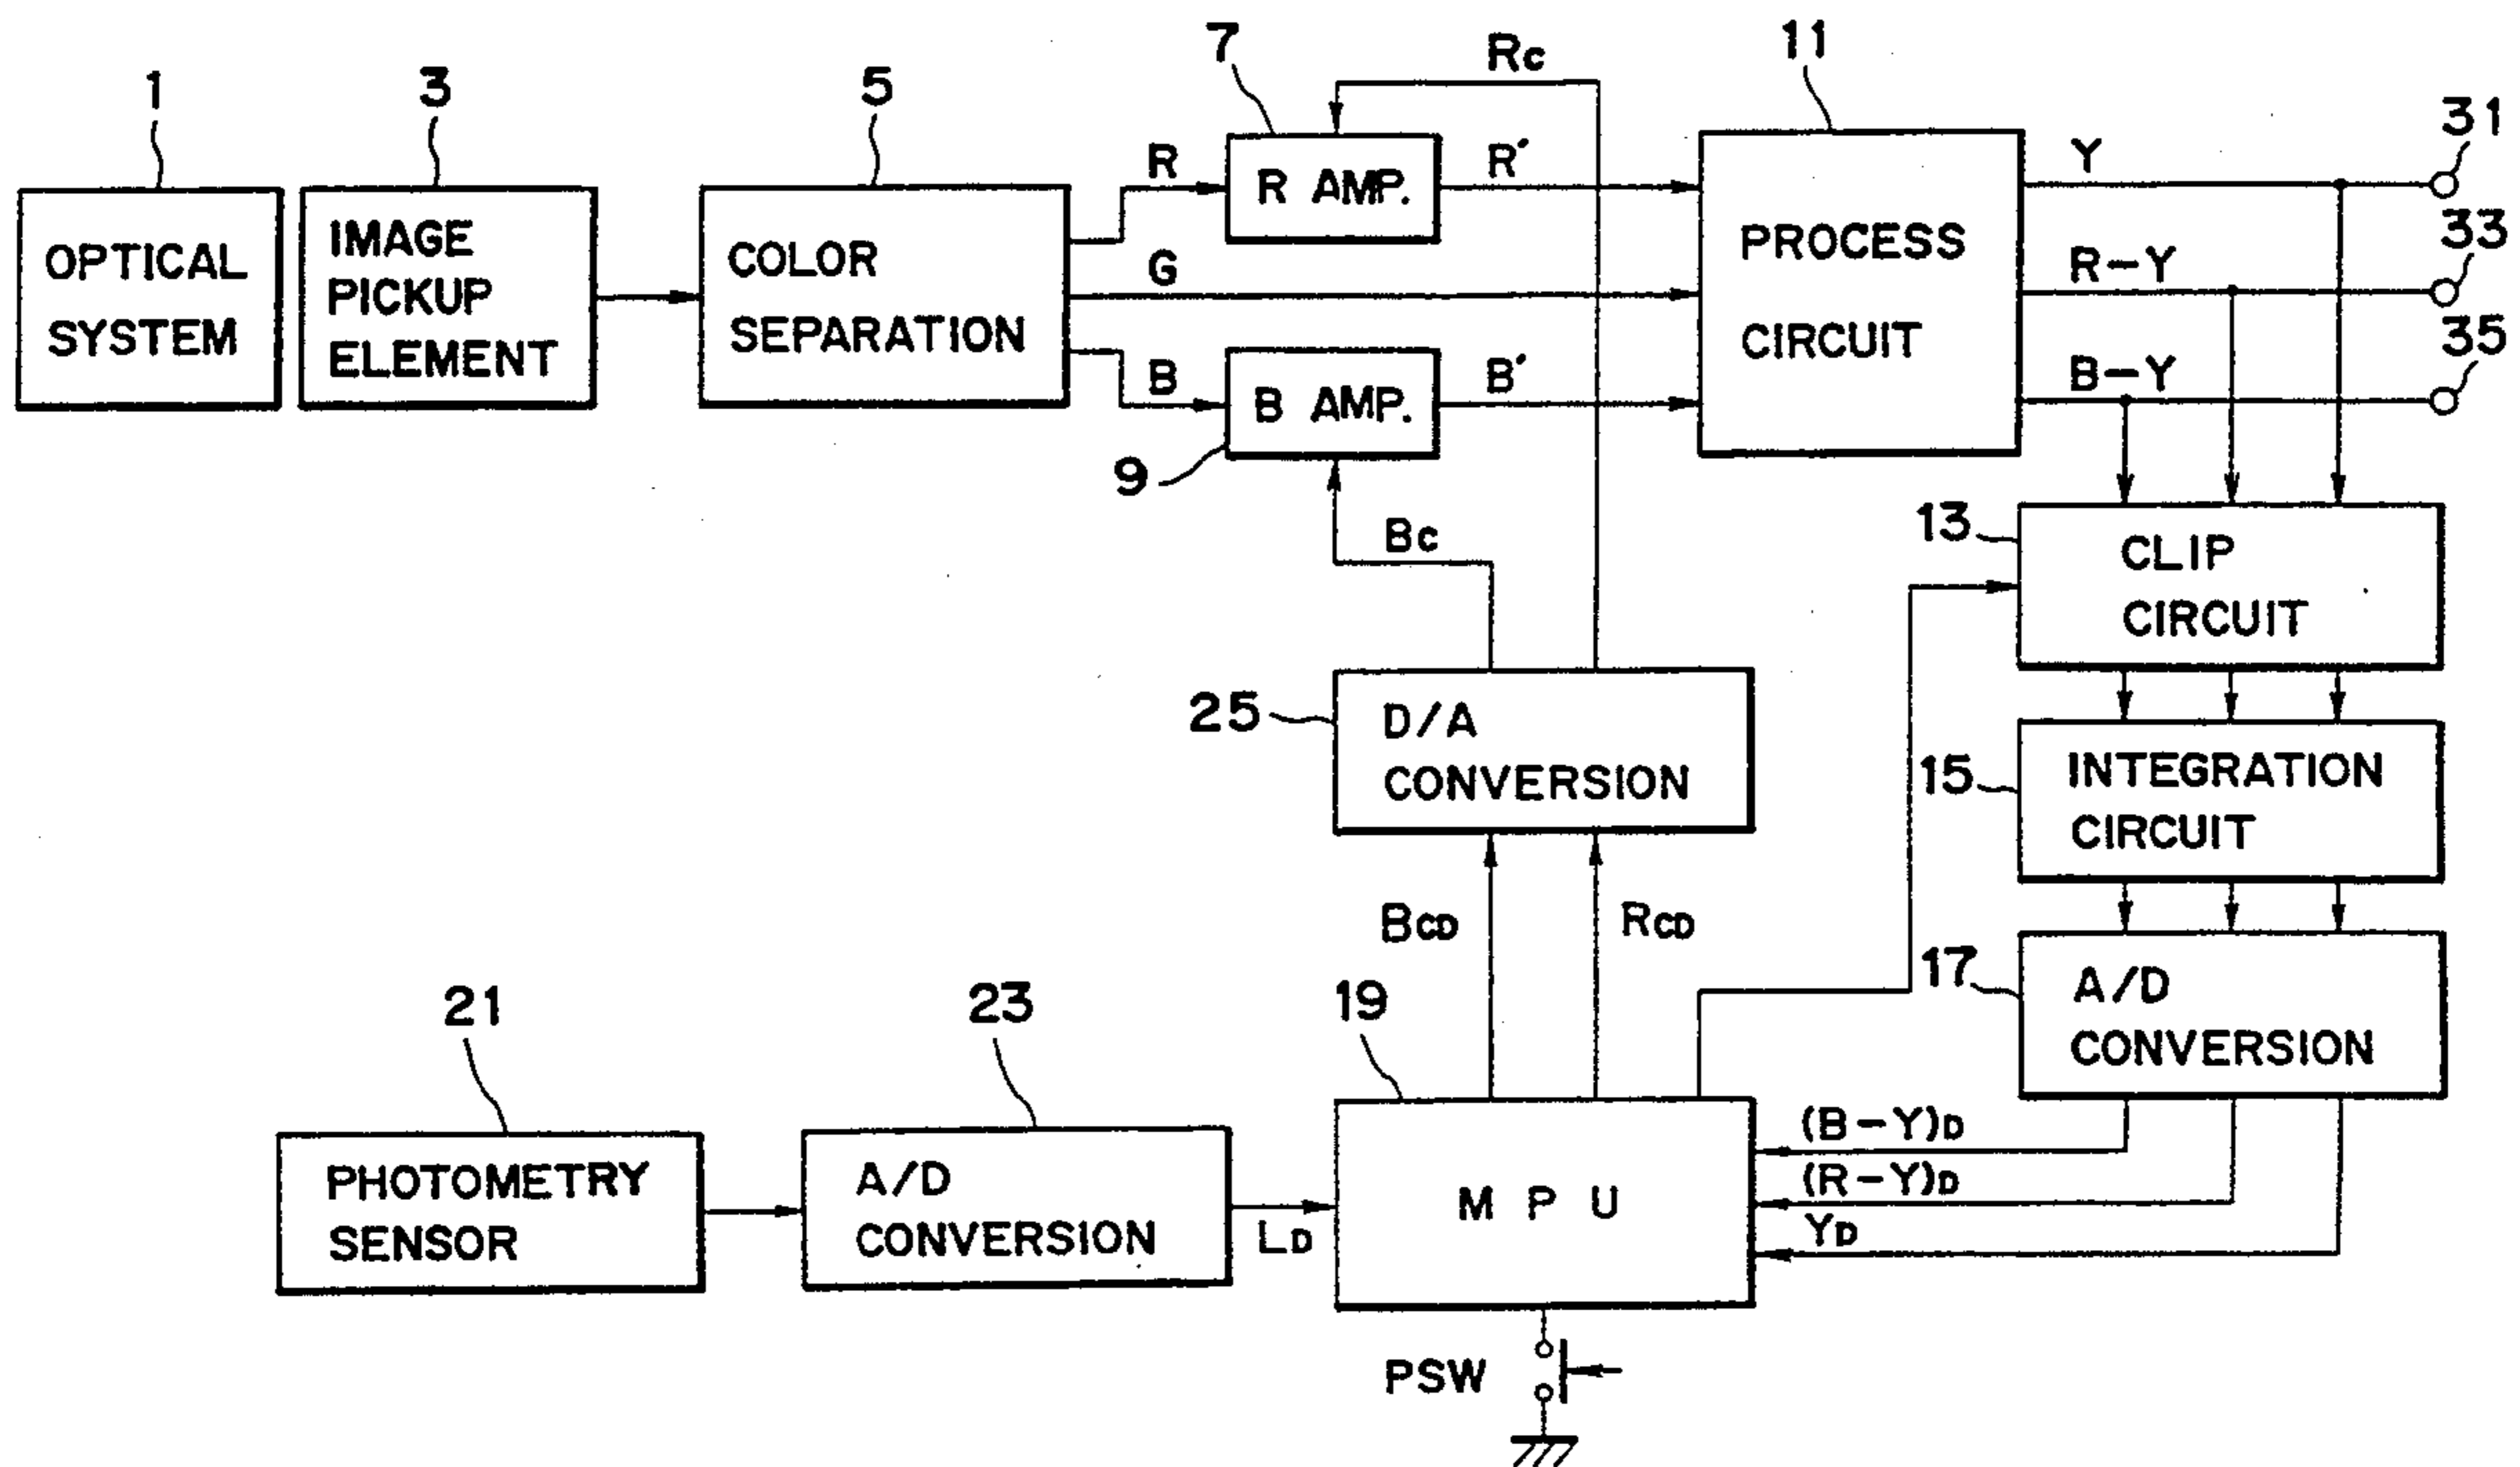 1
OPTICAL
SYSTEM
3
IMAGE
PICKUP
ELEMENT
5
COLOR
SEPARATION
R
G
B
7
R AMP.
Rc
R´
9
B AMP.
Bc
B´
11
PROCESS
CIRCUIT
Y
R-Y
B-Y
31
33
35
13
CLIP
CIRCUIT
15
INTEGRATION
CIRCUIT
17
A/D
CONVERSION
25
D/A
CONVERSION
BCD
RCD
21
PHOTOMETRY
SENSOR
23
A/D
CONVERSION
LD
19
MPU
(B-Y)D
(R-Y)D
YD
PSW